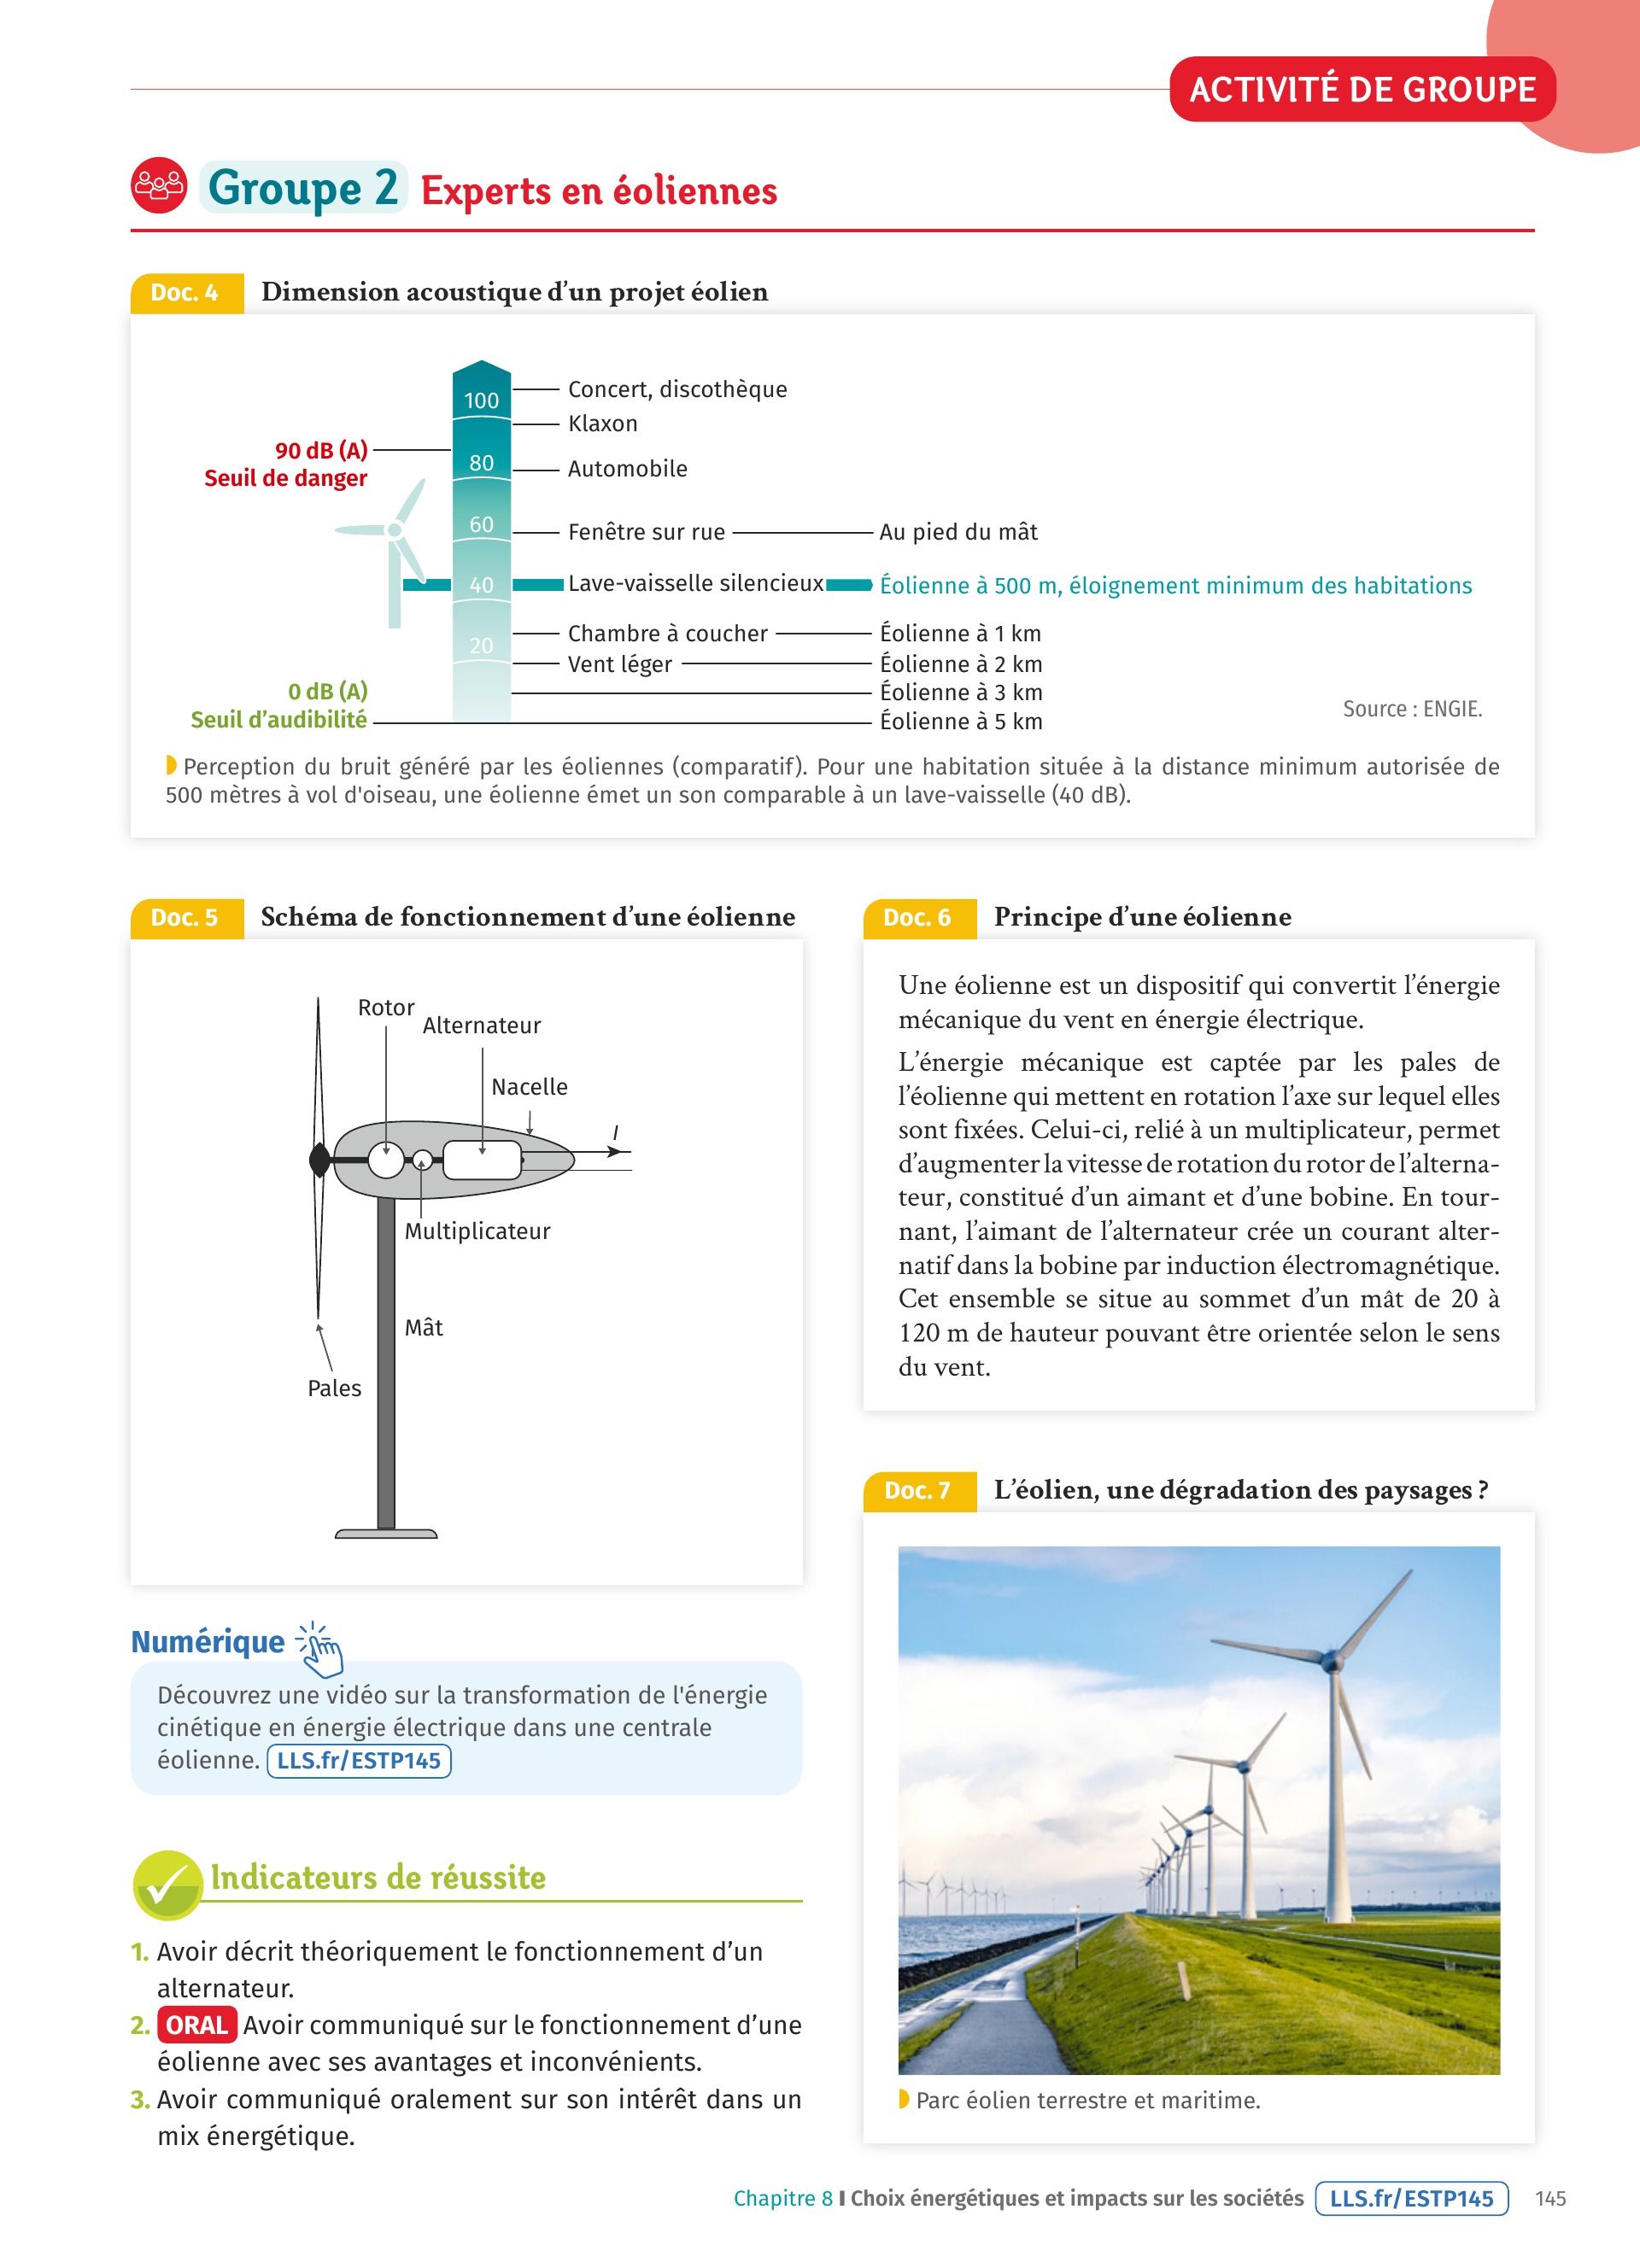 ACTIVITÉ DE GROUPE
Groupe 2 Experts en éoliennes
Doc. 4 Dimension acoustique d’un projet éolien
100
80
60
40
20
90 dB (A)
Seuil de danger
0 dB (A)
Seuil d’audibilité
Concert, discothèque
Klaxon
Automobile
Fenêtre sur rue Au pied du mât
Lave-vaisselle silencieux Éolienne à 500 m, éloignement minimum des habitations
Chambre à coucher Éolienne à 1 km
Vent léger Éolienne à 2 km
Éolienne à 3 km
Éolienne à 5 km
Source : ENGIE.
Perception du bruit généré par les éoliennes (comparatif). Pour une habitation située à la distance minimum autorisée de
500 mètres à vol d'oiseau, une éolienne émet un son comparable à un lave-vaisselle (40 dB).
Doc. 5 Schéma de fonctionnement d’une éolienne
Rotor
Alternateur
Nacelle
I
Multiplicateur
Mât
Pales
Numérique
Découvrez une vidéo sur la transformation de l'énergie
cinétique en énergie électrique dans une centrale
éolienne. LLS.fr/ESTP145
Indicateurs de réussite
1. Avoir décrit théoriquement le fonctionnement d’un
alternateur.
2. ORAL Avoir communiqué sur le fonctionnement d’une
éolienne avec ses avantages et inconvénients.
3. Avoir communiqué oralement sur son intérêt dans un
mix énergétique.
Doc. 6 Principe d’une éolienne
Une éolienne est un dispositif qui convertit l’énergie
mécanique du vent en énergie électrique.
L’énergie mécanique est captée par les pales de
l’éolienne qui mettent en rotation l’axe sur lequel elles
sont fixées. Celui-ci, relié à un multiplicateur, permet
d’augmenter la vitesse de rotation du rotor de l’alterna-
teur, constitué d’un aimant et d’une bobine. En tour-
nant, l’aimant de l’alternateur crée un courant alter-
natif dans la bobine par induction électromagnétique.
Cet ensemble se situe au sommet d’un mât de 20 à
120 m de hauteur pouvant être orientée selon le sens
du vent.
Doc. 7 L’éolien, une dégradation des paysages ?
Parc éolien terrestre et maritime.
Chapitre 8 I Choix énergétiques et impacts sur les sociétés LLS.fr/ESTP145 145